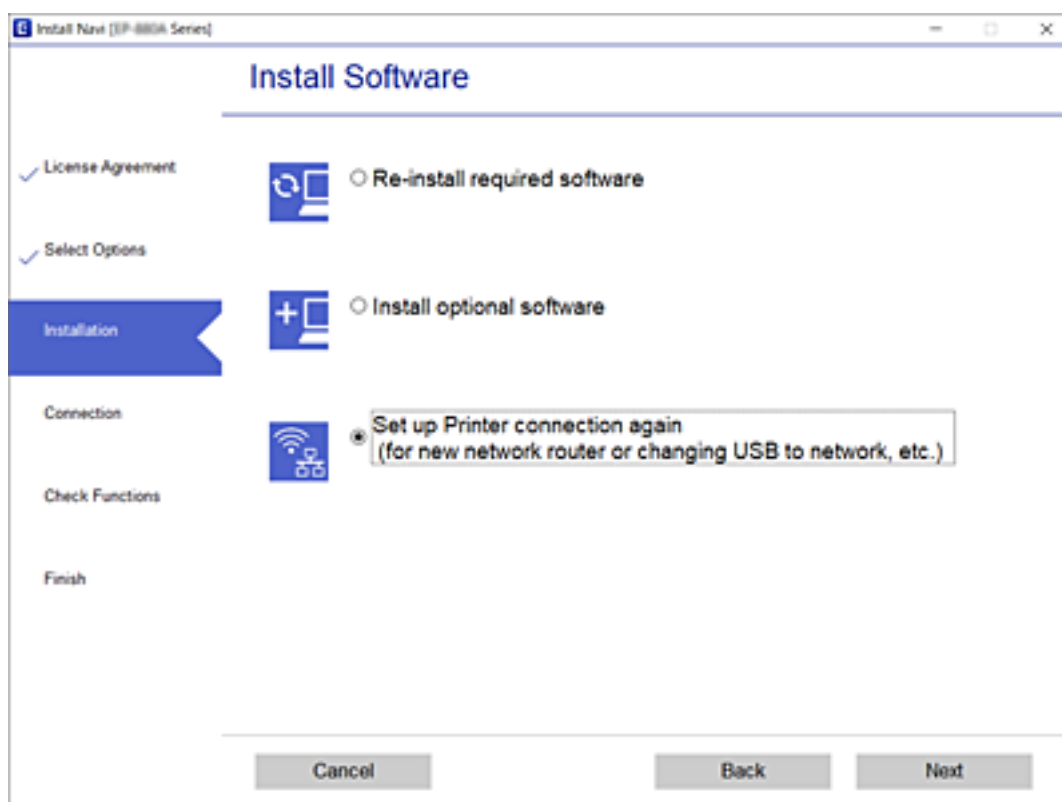 Install Navi [EP-880A Series]
Install Software
License Agreement
Select Options
Installation
Connection
Check Functions
Finish
Re-install required software
Install optional software
Set up Printer connection again
(for new network router or changing USB to network, etc.)
Cancel
Back
Next